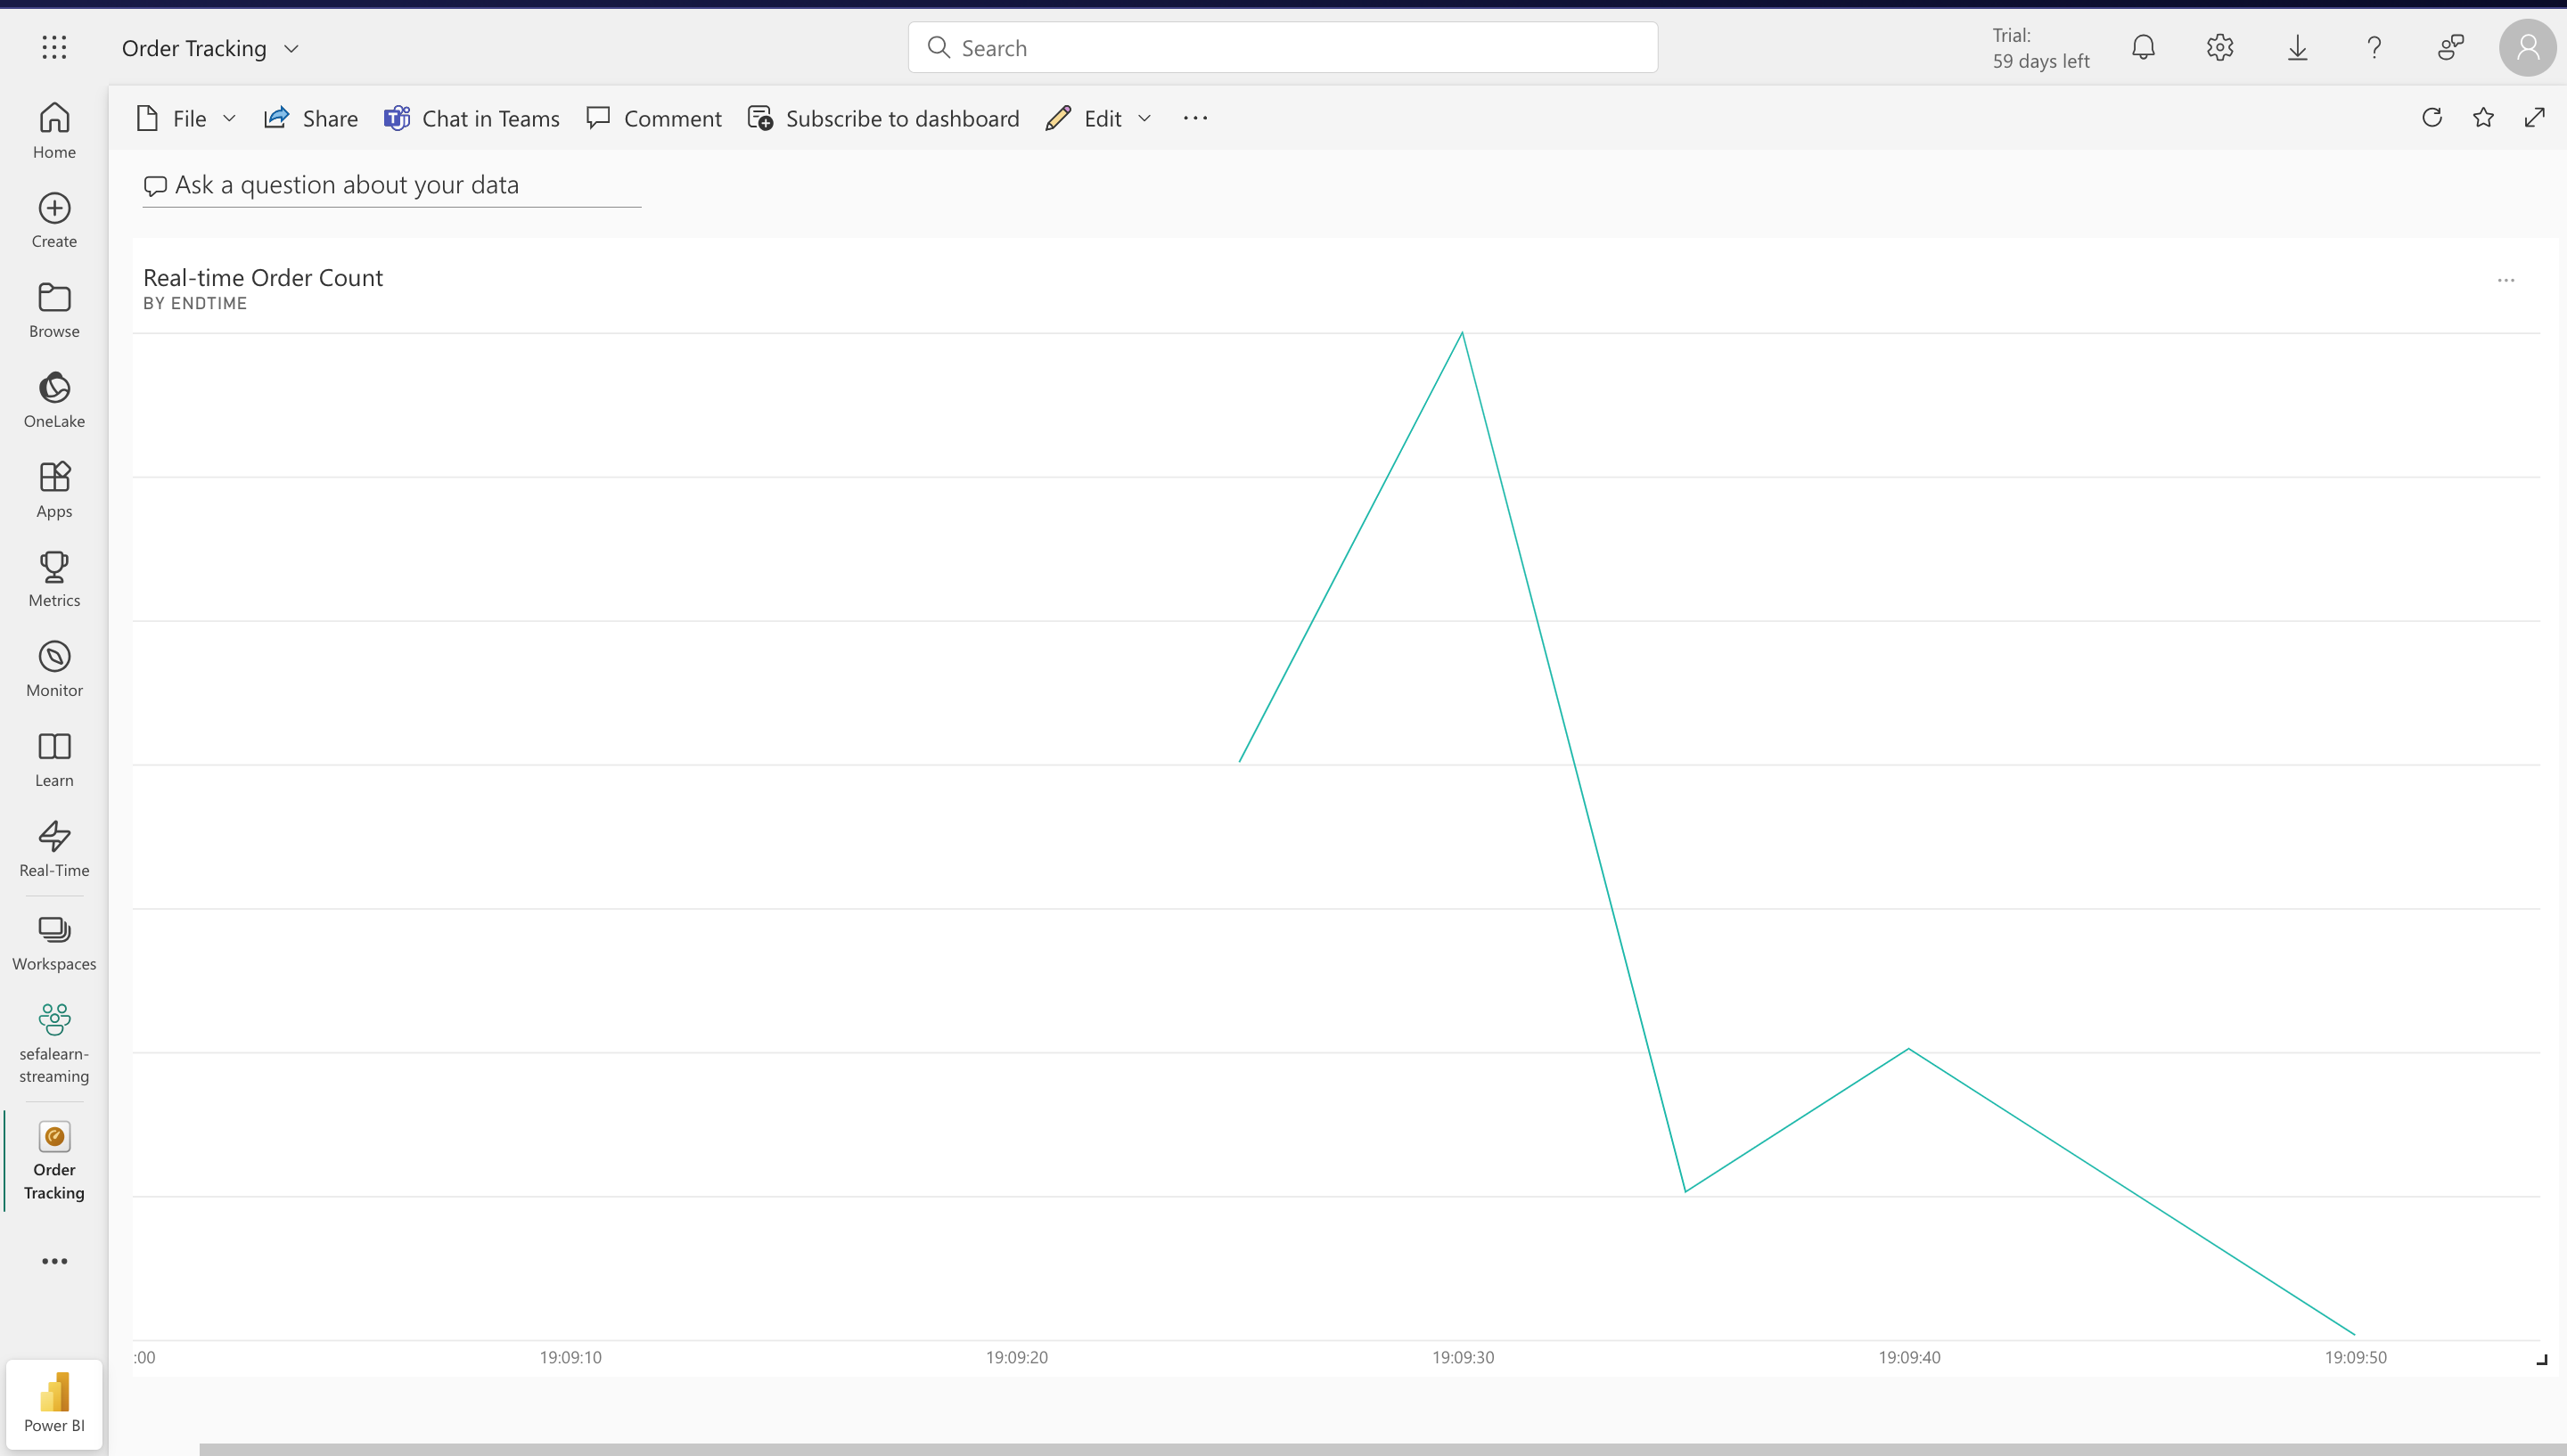 Order Tracking
Search
Trial:
59 days left
File
Share
Chat in Teams
Comment
Subscribe to dashboard
Edit
Ask a question about your data
Home
Create
Browse
OneLake
Apps
Metrics
Monitor
Learn
Real-Time
Workspaces
sefalearn-
streaming
Order
Tracking
Power BI
Real-time Order Count
BY ENDTIME
:00
19:09:10
19:09:20
19:09:30
19:09:40
19:09:50